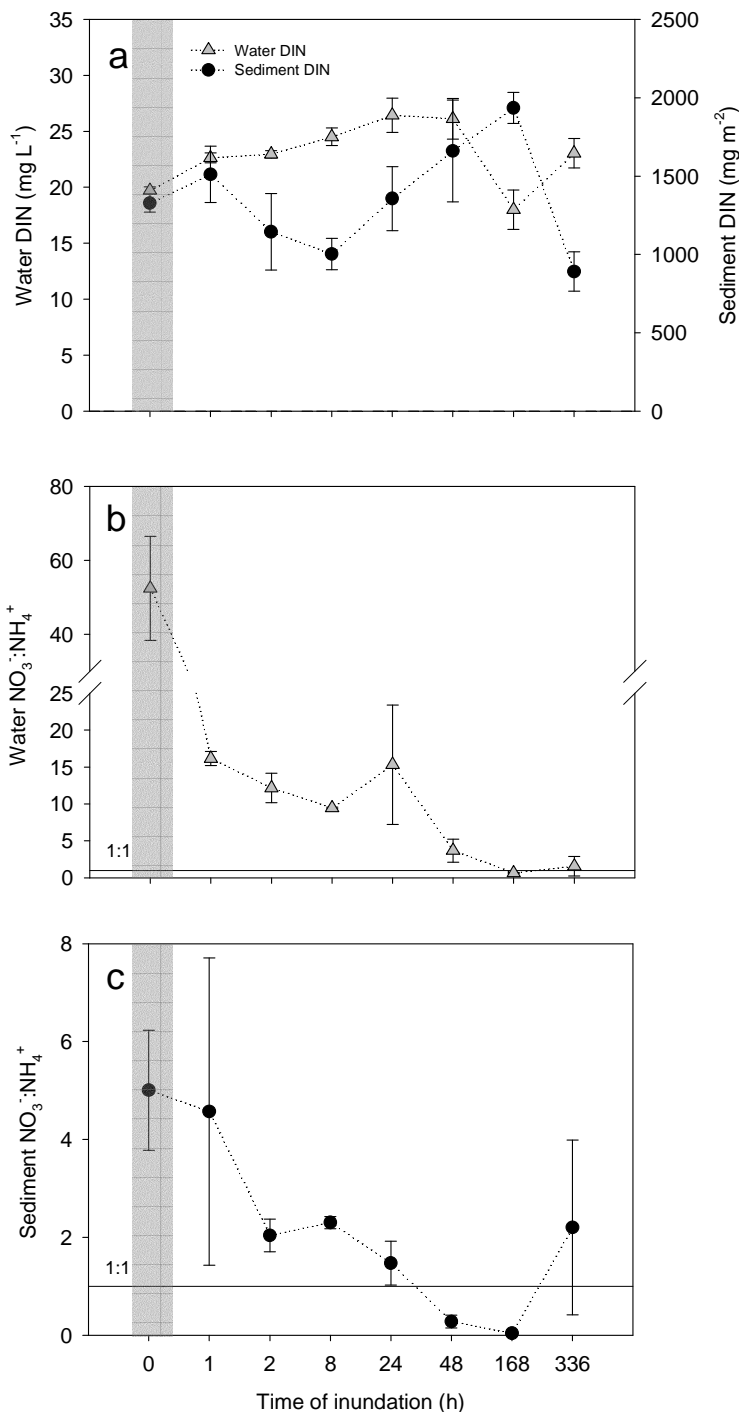 a
Water DIN
Sediment DIN
35
30
25
20
15
10
5
0
Water DIN (mg L⁻¹)
2500
2000
1500
1000
500
0
Sediment DIN (mg m⁻²)
b
80
60
40
25
20
15
10
5
0
1:1
Water NO₃⁻:NH₄⁺
c
8
6
4
2
0
1:1
Sediment NO₃⁻:NH₄⁺
0 1 2 8 24 48 168 336
Time of inundation (h)